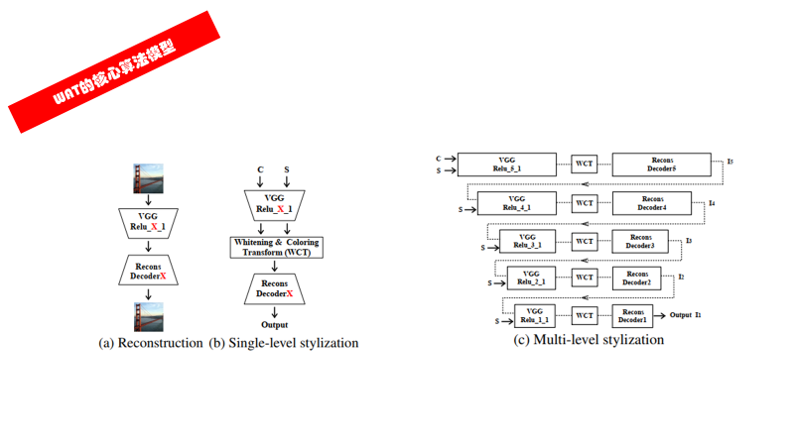 WAT的核心算法模型
VGG
Relu_X_1
Recons
DecoderX
(a) Reconstruction
C S
VGG
Relu_X_1
Whitening & Coloring
Transform (WCT)
Recons
DecoderX
Output
(b) Single-level stylization
C
S
VGG
Relu_5_1
WCT
Recons
Decoder5
I5
S
VGG
Relu_4_1
WCT
Recons
Decoder4
I4
S
VGG
Relu_3_1
WCT
Recons
Decoder3
I3
S
VGG
Relu_2_1
WCT
Recons
Decoder2
I2
S
VGG
Relu_1_1
WCT
Recons
Decoder1
Output I1
(c) Multi-level stylization